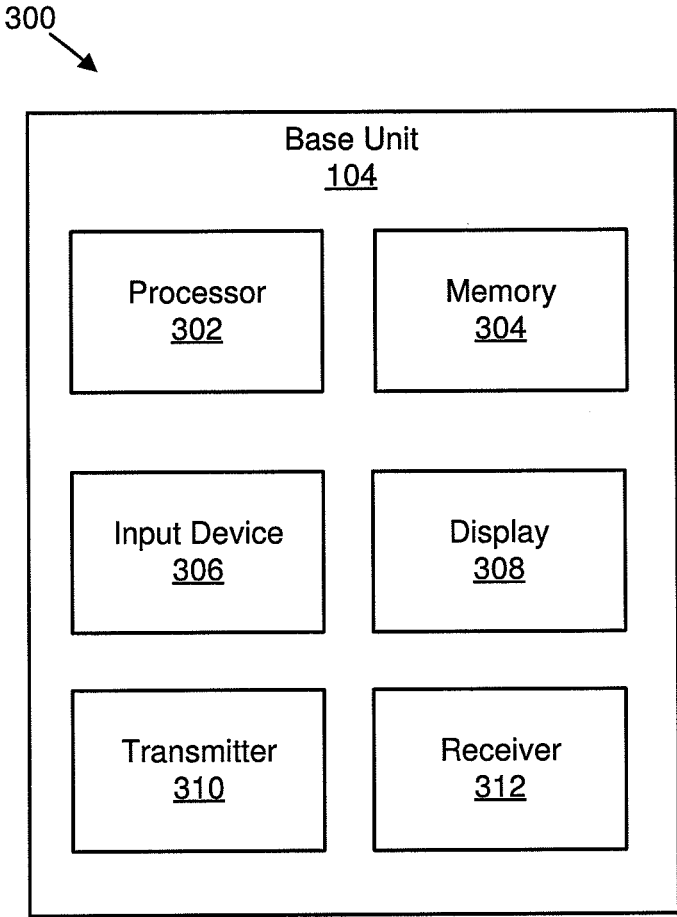 300
Base Unit
104
Processor
302
Memory
304
Input Device
306
Display
308
Transmitter
310
Receiver
312